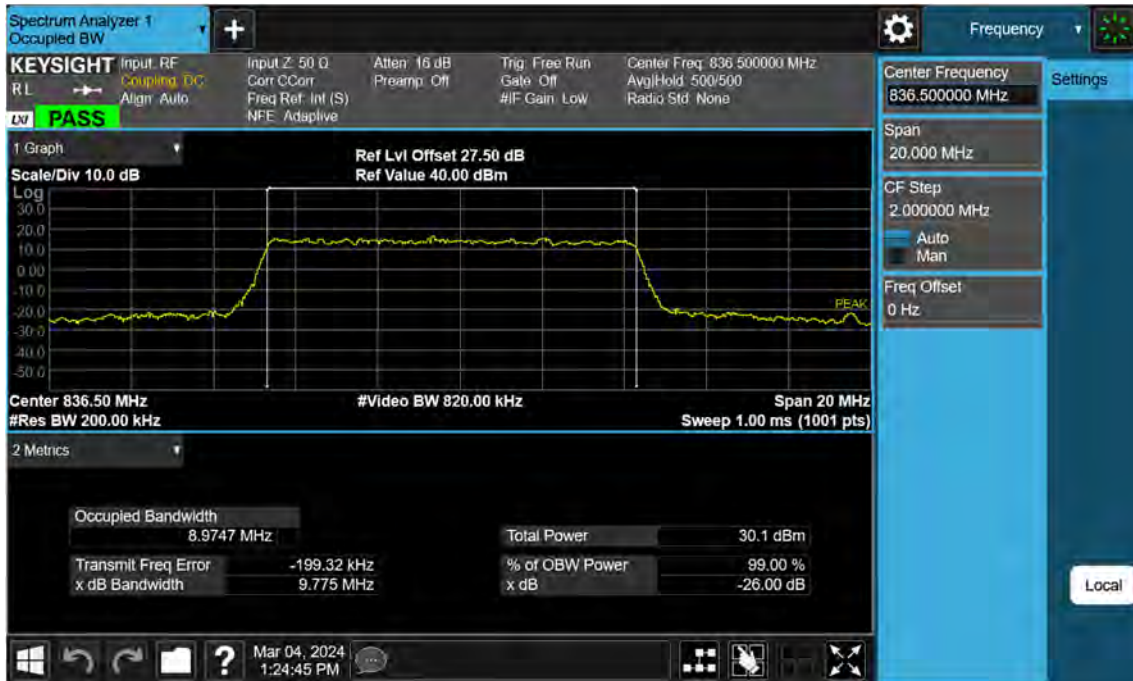 Spectrum Analyzer 1
Occupied BW
+
Frequency
KEYSIGHT Input: RF Input Z: 50 Ω Atten: 16 dB Trig: Free Run Center Freq: 836.500000 MHz
RL Coupling: DC Corr CCorr Preamp: Off Gate: Off Avg|Hold: 500/500
Align: Auto Freq Ref: Int (S) #IF Gain: Low Radio Std: None
LXI PASS NFE: Adaptive
Center Frequency
836.500000 MHz
Settings
Span
20.000 MHz
CF Step
2.000000 MHz
Auto
Man
Freq Offset
0 Hz
Local
1 Graph
Ref Lvl Offset 27.50 dB
Scale/Div 10.0 dB Ref Value 40.00 dBm
Log
30.0
20.0
10.0
0.00
-10.0
-20.0
-30.0
-40.0
-50.0
PEAK
Center 836.50 MHz #Video BW 820.00 kHz Span 20 MHz
#Res BW 200.00 kHz Sweep 1.00 ms (1001 pts)
2 Metrics
Occupied Bandwidth
8.9747 MHz
Total Power 30.1 dBm
Transmit Freq Error -199.32 kHz % of OBW Power 99.00 %
x dB Bandwidth 9.775 MHz x dB -26.00 dB
?
Mar 04, 2024
1:24:45 PM